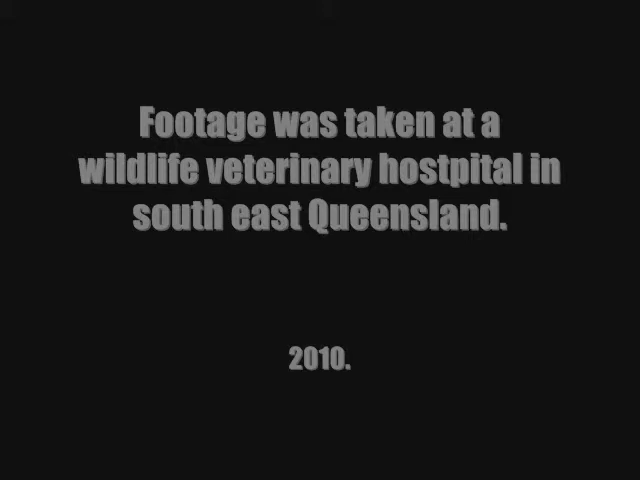 Footage was taken at a
wildlife veterinary hostpital in
south east Queensland.
2010.